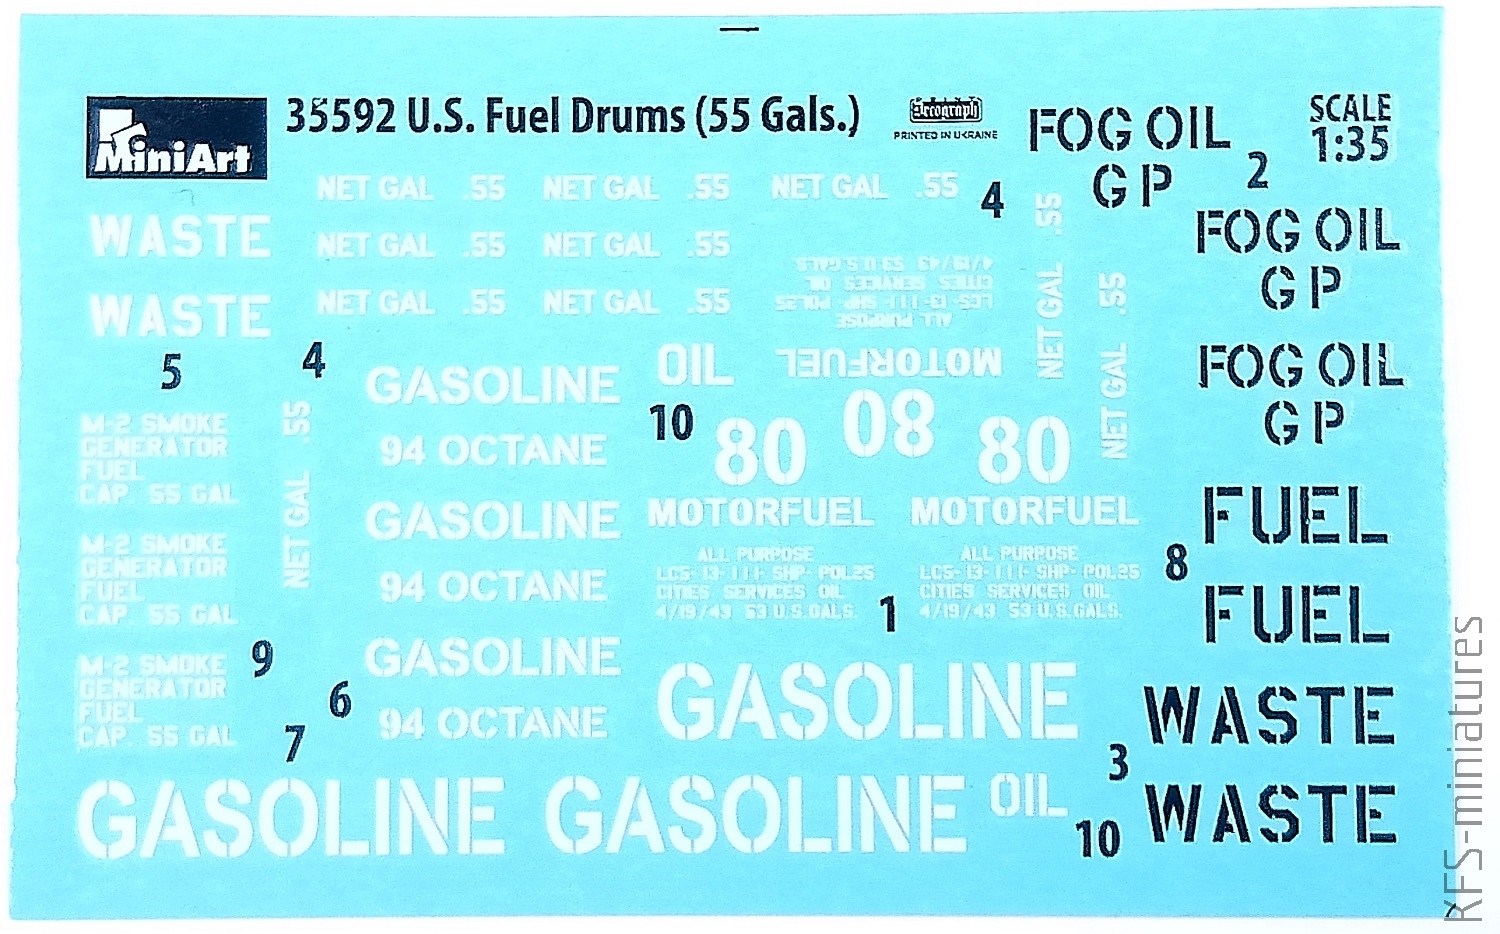 MiniArt
35592 U.S. Fuel Drums (55 Gals.)
Decograph
PRINTED IN UKRAINE
SCALE
1:35
FOG OIL
G P
2
FOG OIL
G P
FOG OIL
G P
NET GAL .55
NET GAL .55
NET GAL .55
4
NET GAL .55
NET GAL .55
NET GAL .55
NET GAL .55
NET GAL .55
NET GAL .55
WASTE
WASTE
5
4
ALL PURPOSE
LCS-13-111-SHP-POL25
CITIES SERVICES OIL
4/19/43 53 U.S.GALS.
MOTORFUEL
80
OIL
10
GASOLINE
94 OCTANE
GASOLINE
94 OCTANE
GASOLINE
94 OCTANE
6
M-2 SMOKE
GENERATOR
FUEL
CAP. 55 GAL
M-2 SMOKE
GENERATOR
FUEL
CAP. 55 GAL
M-2 SMOKE
GENERATOR
FUEL
CAP. 55 GAL
9
NET GAL .55
7
80
MOTORFUEL
ALL PURPOSE
LCS-13-111-SHP-POL25
CITIES SERVICES OIL
4/19/43 53 U.S.GALS.
80
MOTORFUEL
ALL PURPOSE
LCS-13-111-SHP-POL25
CITIES SERVICES OIL
4/19/43 53 U.S.GALS.
1
FUEL
8
FUEL
WASTE
3
WASTE
GASOLINE
GASOLINE
GASOLINE
OIL
10
KFS-miniatures